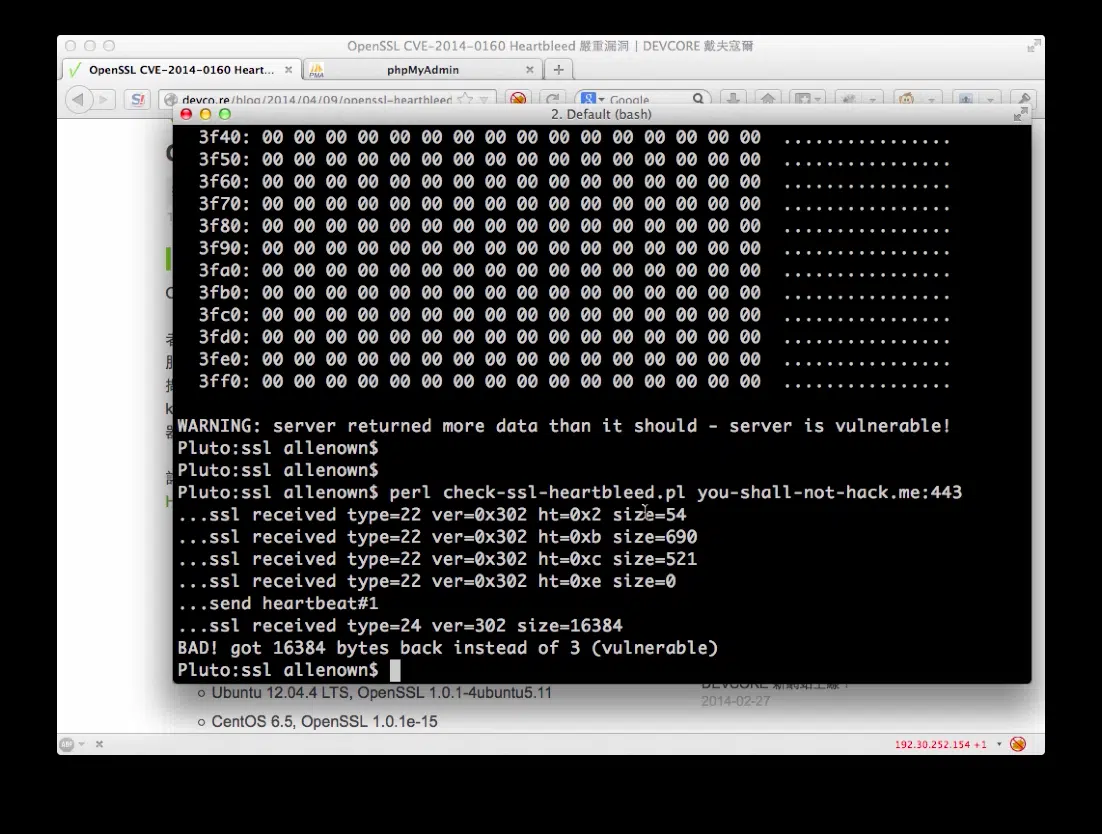 OpenSSL CVE-2014-0160 Heartbleed 嚴重漏洞 | DEVCORE 戴夫寇爾
OpenSSL CVE-2014-0160 Heart... phpMyAdmin
devco.re/blog/2014/04/09/openssl-heartbleed Google
2. Default (bash)
3f40: 00 00 00 00 00 00 00 00 00 00 00 00 00 00 00 00 ................
3f50: 00 00 00 00 00 00 00 00 00 00 00 00 00 00 00 00 ................
3f60: 00 00 00 00 00 00 00 00 00 00 00 00 00 00 00 00 ................
3f70: 00 00 00 00 00 00 00 00 00 00 00 00 00 00 00 00 ................
3f80: 00 00 00 00 00 00 00 00 00 00 00 00 00 00 00 00 ................
3f90: 00 00 00 00 00 00 00 00 00 00 00 00 00 00 00 00 ................
3fa0: 00 00 00 00 00 00 00 00 00 00 00 00 00 00 00 00 ................
3fb0: 00 00 00 00 00 00 00 00 00 00 00 00 00 00 00 00 ................
3fc0: 00 00 00 00 00 00 00 00 00 00 00 00 00 00 00 00 ................
3fd0: 00 00 00 00 00 00 00 00 00 00 00 00 00 00 00 00 ................
3fe0: 00 00 00 00 00 00 00 00 00 00 00 00 00 00 00 00 ................
3ff0: 00 00 00 00 00 00 00 00 00 00 00 00 00 00 00 00 ................
WARNING: server returned more data than it should - server is vulnerable!
Pluto:ssl allenown$
Pluto:ssl allenown$
Pluto:ssl allenown$ perl check-ssl-heartbleed.pl you-shall-not-hack.me:443
...ssl received type=22 ver=0x302 ht=0x2 size=54
...ssl received type=22 ver=0x302 ht=0xb size=690
...ssl received type=22 ver=0x302 ht=0xc size=521
...ssl received type=22 ver=0x302 ht=0xe size=0
...send heartbeat#1
...ssl received type=24 ver=302 size=16384
BAD! got 16384 bytes back instead of 3 (vulnerable)
Pluto:ssl allenown$
Ubuntu 12.04.4 LTS, OpenSSL 1.0.1-4ubuntu5.11
2014-02-27
CentOS 6.5, OpenSSL 1.0.1e-15
ABP
192.30.252.154 +1